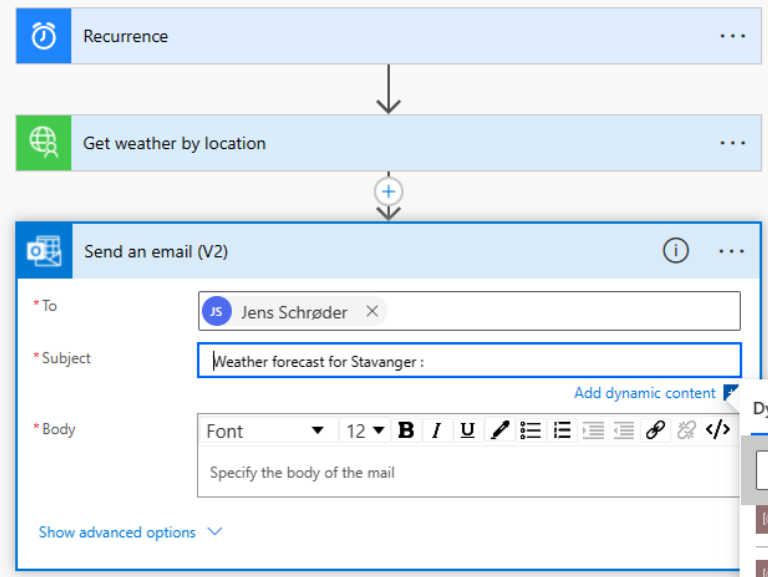 Recurrence
Get weather by location
Send an email (V2)
* To
JS Jens Schrøder
* Subject
Weather forecast for Stavanger :
Add dynamic content
* Body
Font 12 B I U </>
Specify the body of the mail
Show advanced options